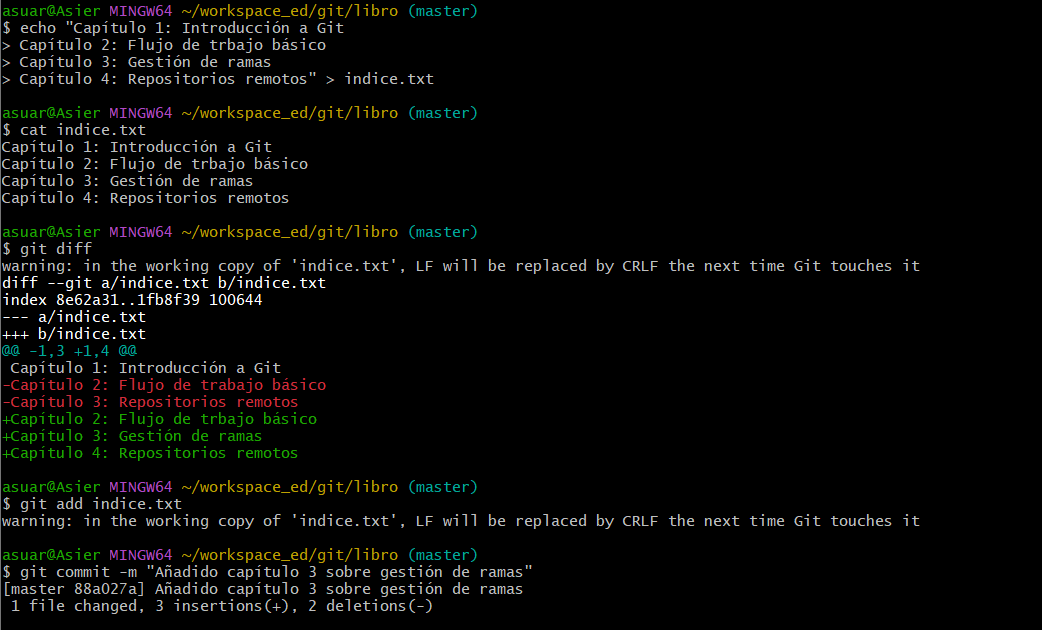 asuar@Asier MINGW64 ~/workspace_ed/git/libro (master)
$ echo "Capítulo 1: Introducción a Git
> Capítulo 2: Flujo de trbajo básico
> Capítulo 3: Gestión de ramas
> Capítulo 4: Repositorios remotos" > indice.txt
asuar@Asier MINGW64 ~/workspace_ed/git/libro (master)
$ cat indice.txt
Capítulo 1: Introducción a Git
Capítulo 2: Flujo de trbajo básico
Capítulo 3: Gestión de ramas
Capítulo 4: Repositorios remotos
asuar@Asier MINGW64 ~/workspace_ed/git/libro (master)
$ git diff
warning: in the working copy of 'indice.txt', LF will be replaced by CRLF the next time Git touches it
diff --git a/indice.txt b/indice.txt
index 8e62a31..1fb8f39 100644
--- a/indice.txt
+++ b/indice.txt
@@ -1,3 +1,4 @@
 Capítulo 1: Introducción a Git
-Capítulo 2: Flujo de trabajo básico
-Capítulo 3: Repositorios remotos
+Capítulo 2: Flujo de trbajo básico
+Capítulo 3: Gestión de ramas
+Capítulo 4: Repositorios remotos
asuar@Asier MINGW64 ~/workspace_ed/git/libro (master)
$ git add indice.txt
warning: in the working copy of 'indice.txt', LF will be replaced by CRLF the next time Git touches it
asuar@Asier MINGW64 ~/workspace_ed/git/libro (master)
$ git commit -m "Añadido capítulo 3 sobre gestión de ramas"
[master 88a027a] Añadido capítulo 3 sobre gestión de ramas
 1 file changed, 3 insertions(+), 2 deletions(-)